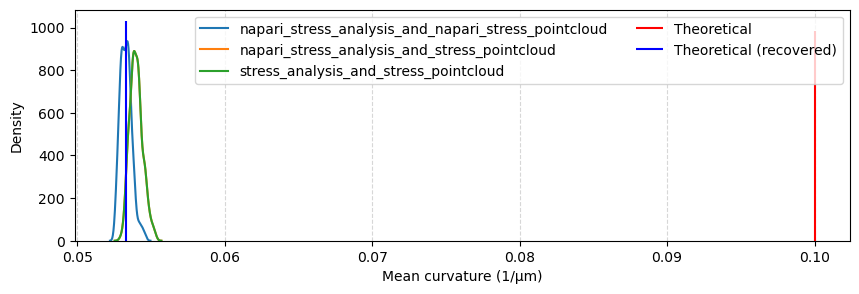 napari_stress_analysis_and_napari_stress_pointcloud
napari_stress_analysis_and_stress_pointcloud
stress_analysis_and_stress_pointcloud
Theoretical
Theoretical (recovered)
1000
800
600
400
200
0
Density
0.05 0.06 0.07 0.08 0.09 0.10
Mean curvature (1/μm)